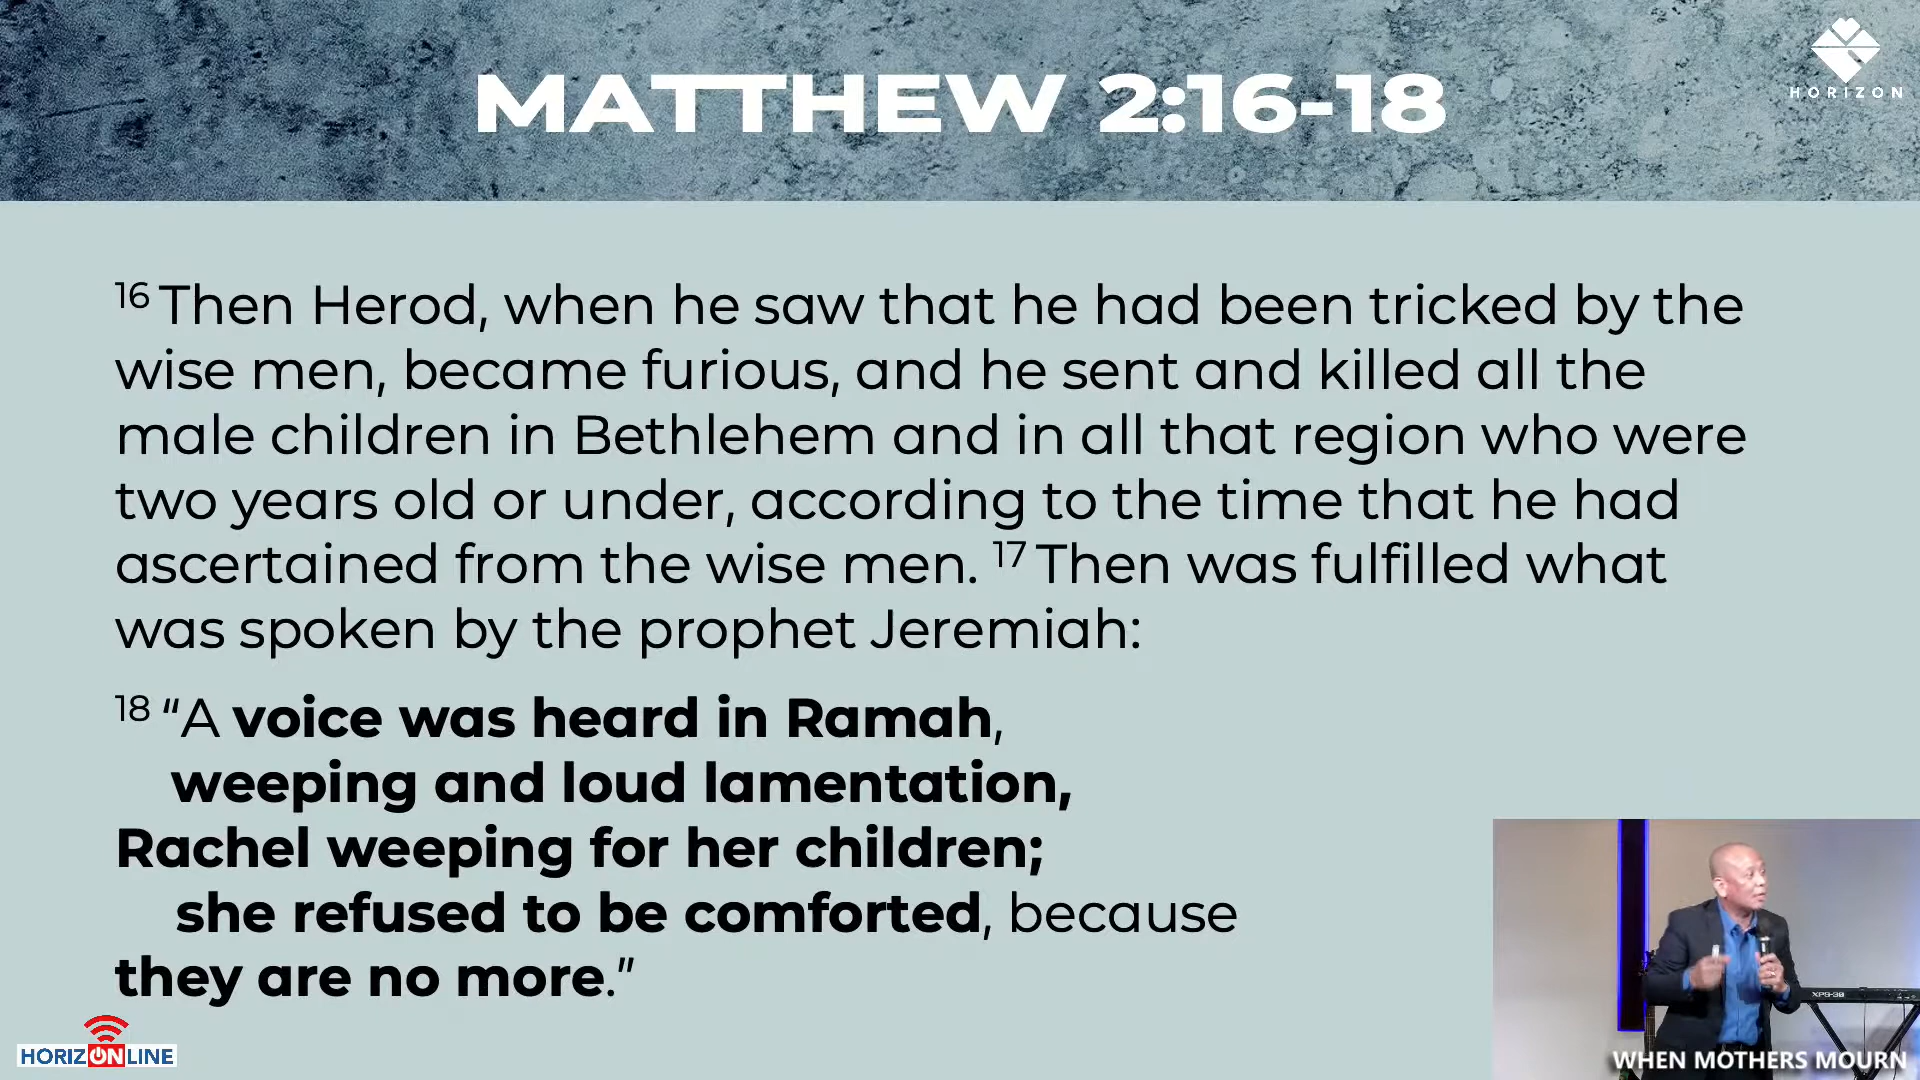 MATTHEW 2:16-18
HORIZON
16 Then Herod, when he saw that he had been tricked by the
wise men, became furious, and he sent and killed all the
male children in Bethlehem and in all that region who were
two years old or under, according to the time that he had
ascertained from the wise men. 17 Then was fulfilled what
was spoken by the prophet Jeremiah:
18 “A voice was heard in Ramah,
weeping and loud lamentation,
Rachel weeping for her children;
she refused to be comforted, because
they are no more.”
XPS-30
HORIZONLINE
WHEN MOTHERS MOURN